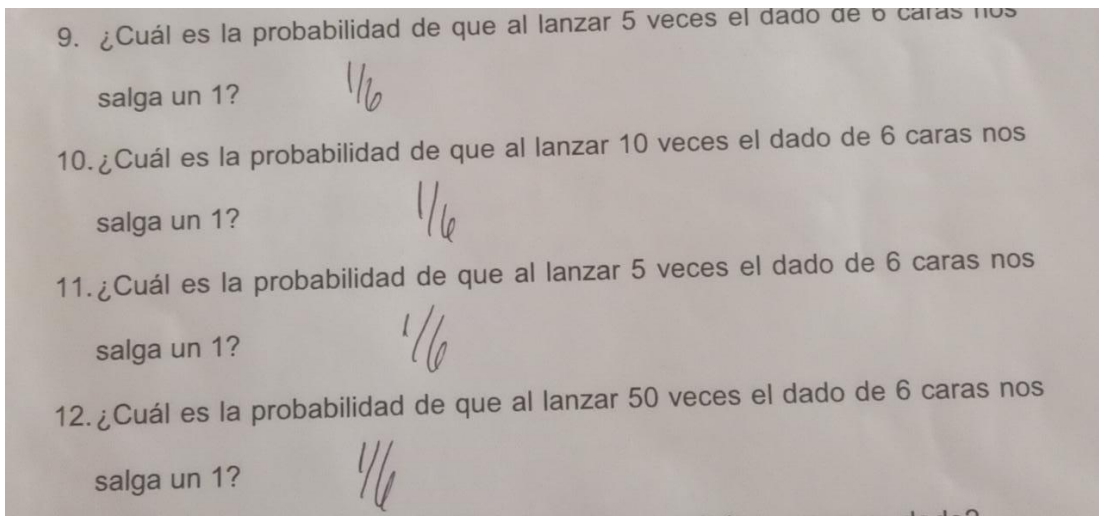 9. ¿Cuál es la probabilidad de que al lanzar 5 veces el dado de 6 caras nos
salga un 1? 1/6
10. ¿Cuál es la probabilidad de que al lanzar 10 veces el dado de 6 caras nos
salga un 1? 1/6
11. ¿Cuál es la probabilidad de que al lanzar 5 veces el dado de 6 caras nos
salga un 1? 1/6
12. ¿Cuál es la probabilidad de que al lanzar 50 veces el dado de 6 caras nos
salga un 1? 1/6